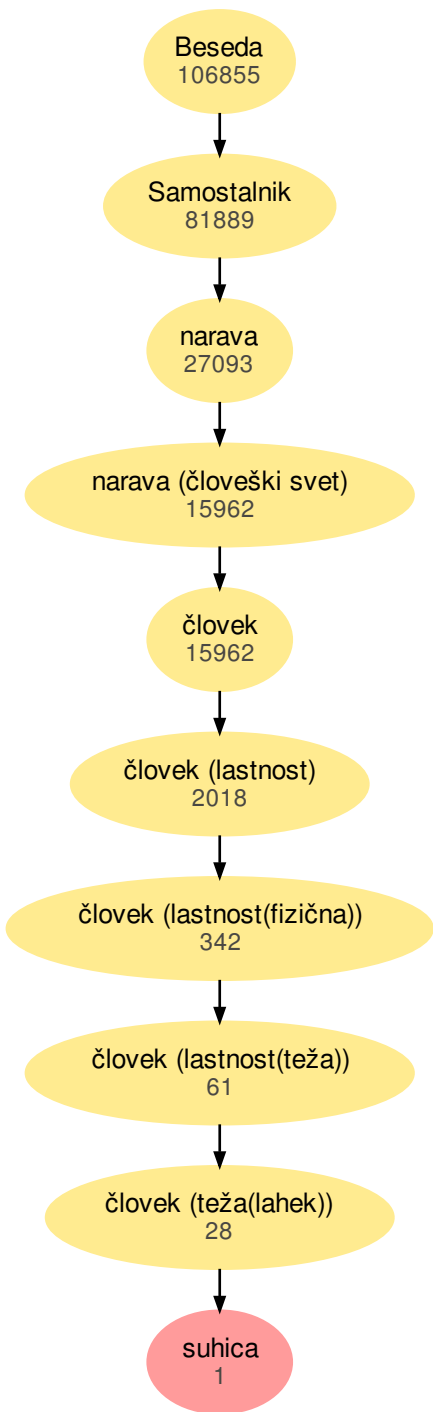 Beseda
106855
Samostalnik
81889
narava
27093
narava (človeški svet)
15962
človek
15962
človek (lastnost)
2018
človek (lastnost(fizična))
342
človek (lastnost(teža))
61
človek (teža(lahek))
28
suhica
1